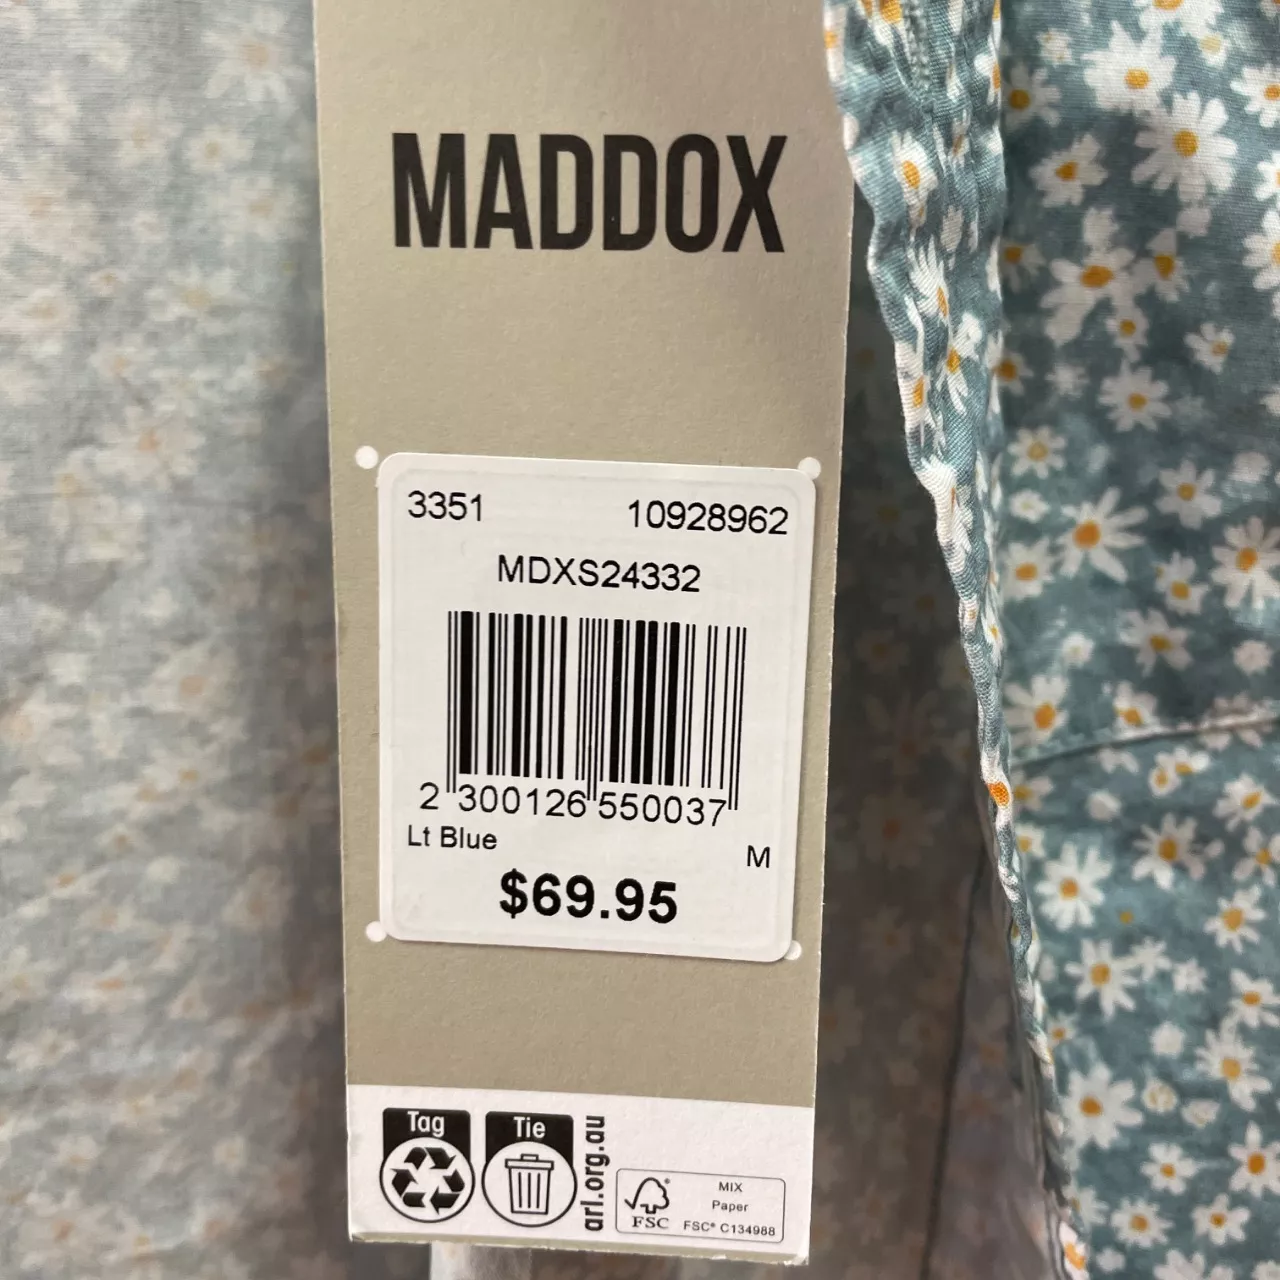 MADDOX
3351 10928962
MDXS24332
2 300126 550037
Lt Blue
M
$69.95
Tag
Tie
arl.org.au
FSC
MIX
Paper
FSC® C134988